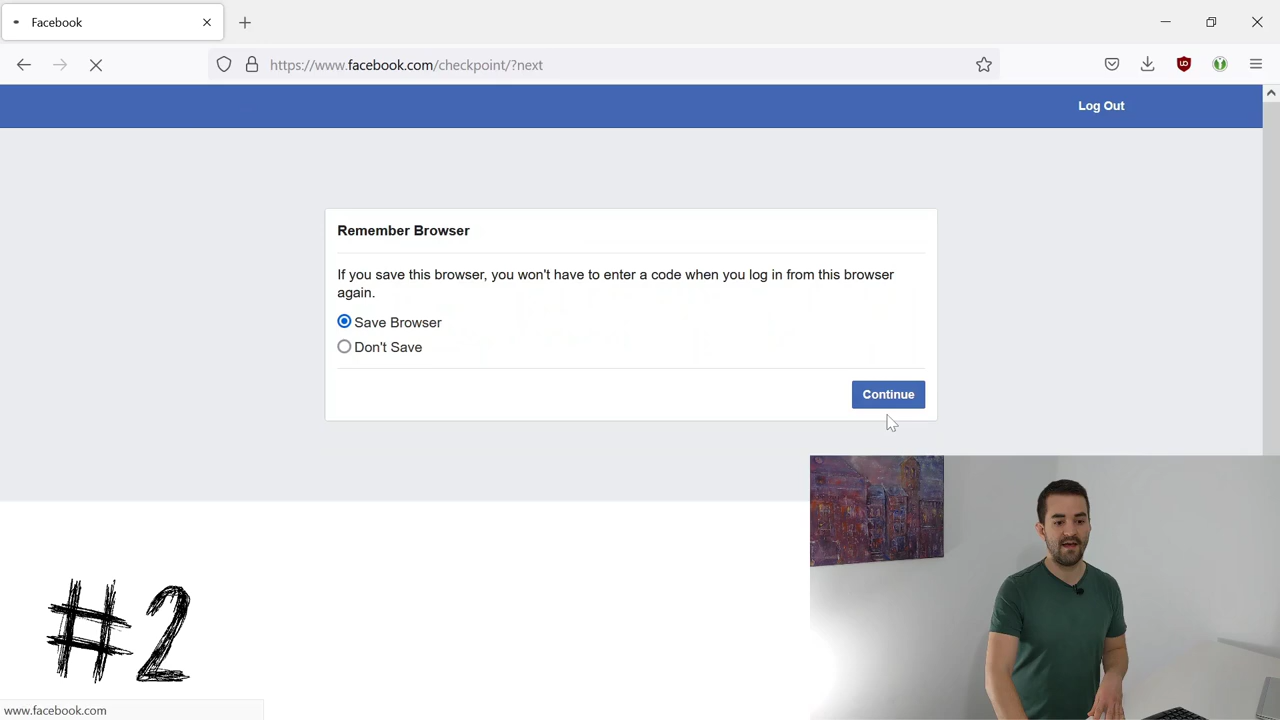 Facebook
https://www.facebook.com/checkpoint/?next
Log Out
Remember Browser
If you save this browser, you won't have to enter a code when you log in from this browser
again.
Save Browser
Don't Save
Continue
#2
www.facebook.com